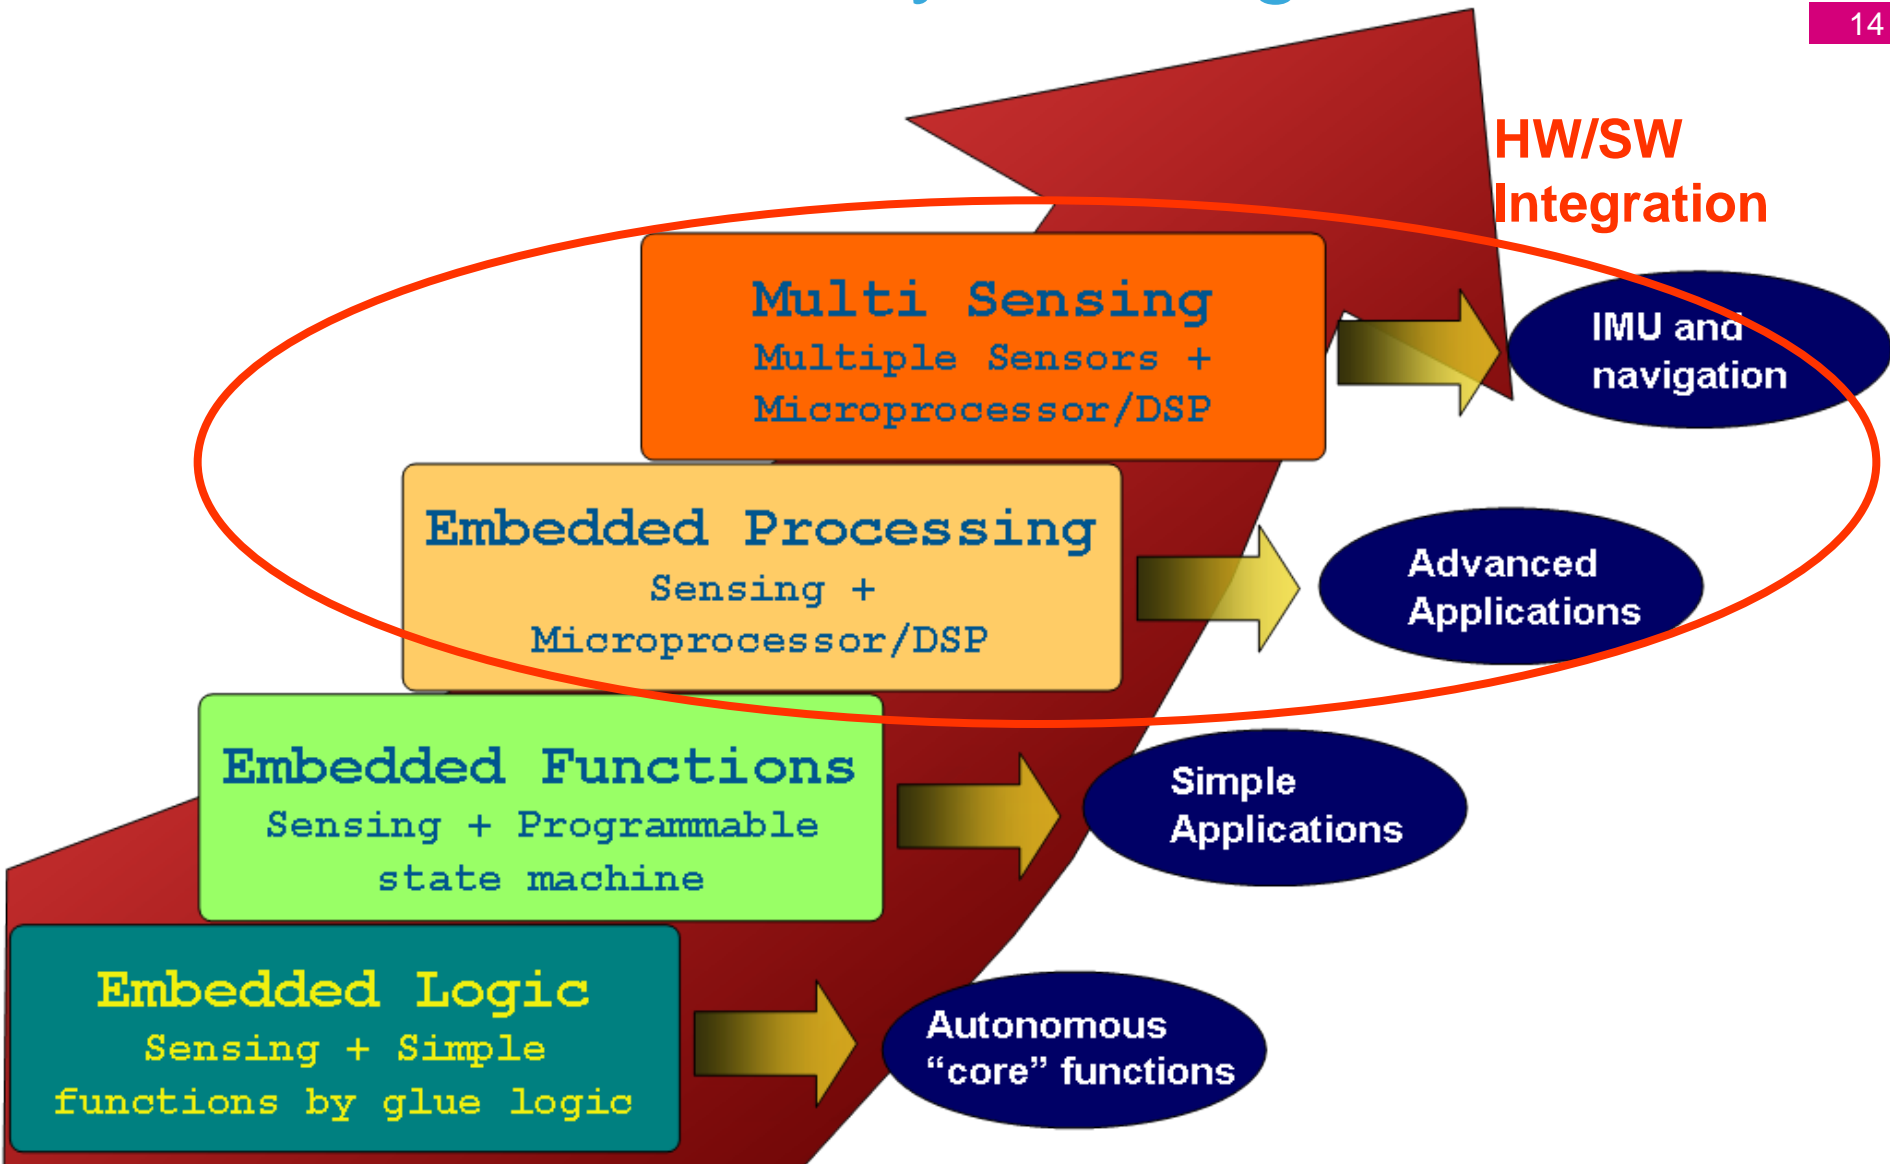 14
HW/SW
Integration
Multi Sensing
Multiple Sensors +
Microprocessor/DSP
IMU and
navigation
Embedded Processing
Sensing +
Microprocessor/DSP
Advanced
Applications
Embedded Functions
Sensing + Programmable
state machine
Simple
Applications
Embedded Logic
Sensing + Simple
functions by glue logic
Autonomous
“core” functions